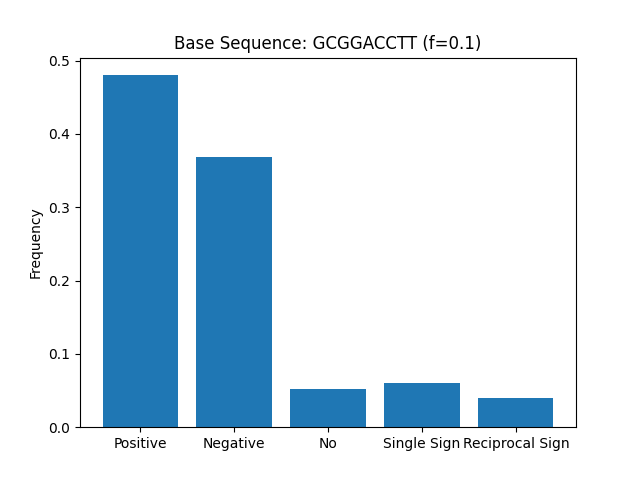 Base Sequence: GCGGACCTT (f=0.1)
Frequency
0.5
0.4
0.3
0.2
0.1
0.0
Positive Negative No Single Sign Reciprocal Sign